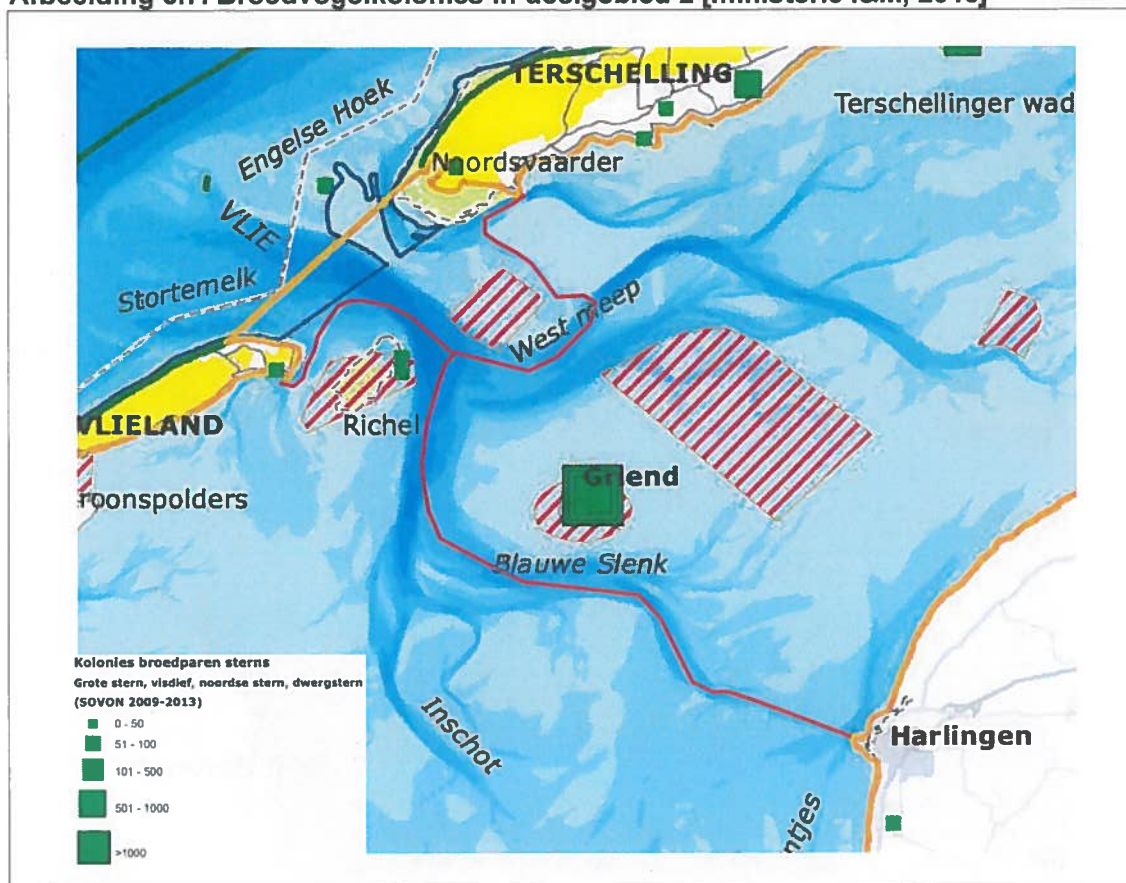 TERSCHELLING
Terschellinger wad
Engelse Hoek
Noordsvaarder
VLIE
Stortemelk
West meep
VLIELAND
Richel
Griend
roonspolders
Blauwe Slenk
Kolonies broedparen sterns
Grote stern, visdief, noordse stern, dwergstern
(SOVON 2009-2013)
0 - 50
51 - 100
101 - 500
501 - 1000
>1000
Inschot
Harlingen
ntjes